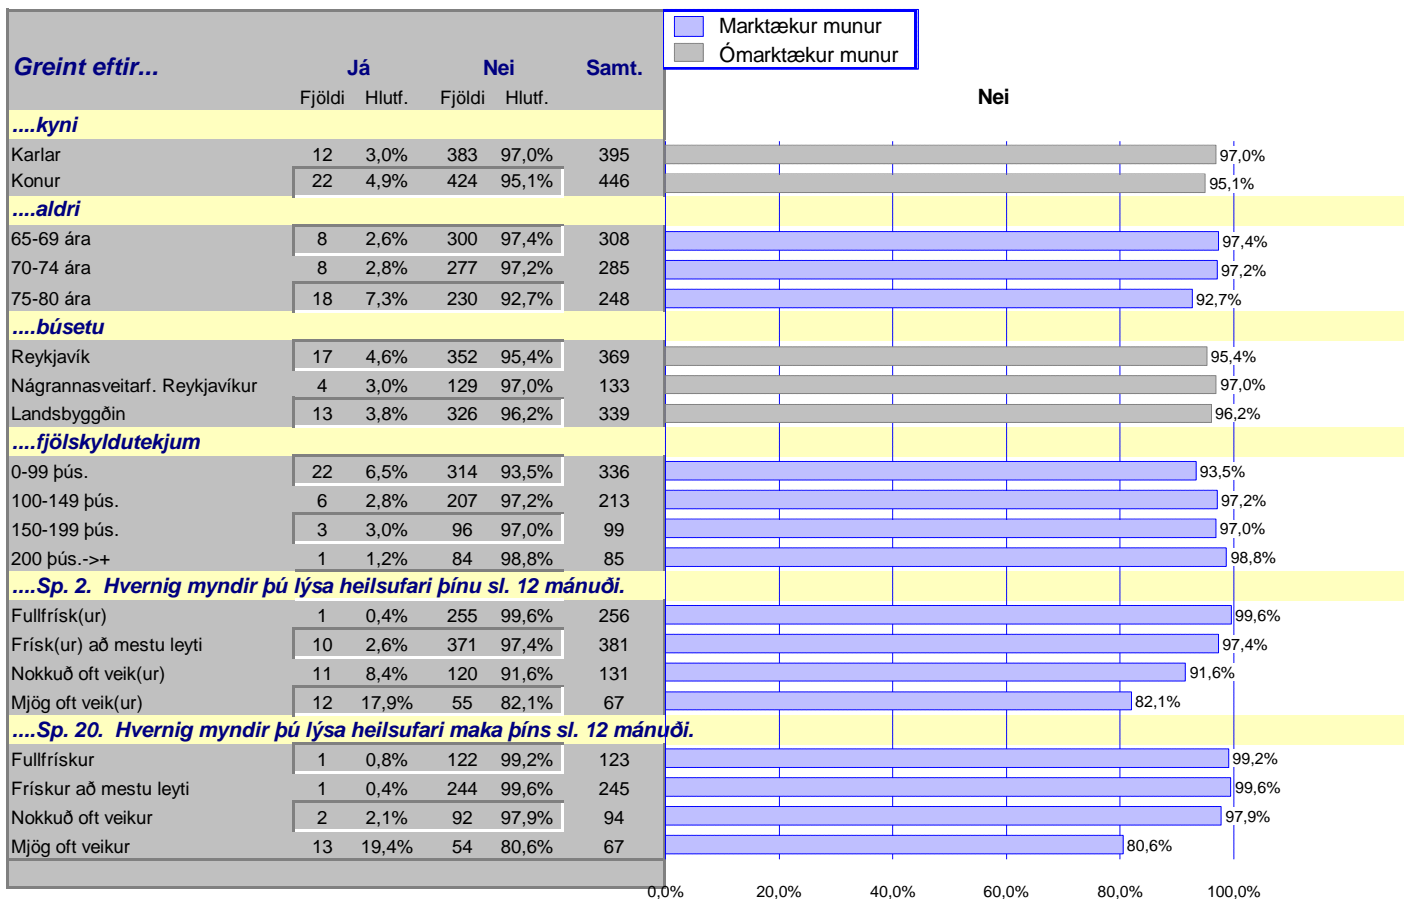 Marktækur munur
Ómarktækur munur
Greint eftir... Já Nei Samt.
Fjöldi Hlutf. Fjöldi Hlutf. Nei
....kyni
Karlar 12 3,0% 383 97,0% 395 97,0%
Konur 22 4,9% 424 95,1% 446 95,1%
....aldri
65-69 ára 8 2,6% 300 97,4% 308 97,4%
70-74 ára 8 2,8% 277 97,2% 285 97,2%
75-80 ára 18 7,3% 230 92,7% 248 92,7%
....búsetu
Reykjavík 17 4,6% 352 95,4% 369 95,4%
Nágrannasveitarf. Reykjavíkur 4 3,0% 129 97,0% 133 97,0%
Landsbyggðin 13 3,8% 326 96,2% 339 96,2%
....fjölskyldutekjum
0-99 þús. 22 6,5% 314 93,5% 336 93,5%
100-149 þús. 6 2,8% 207 97,2% 213 97,2%
150-199 þús. 3 3,0% 96 97,0% 99 97,0%
200 þús.->+ 1 1,2% 84 98,8% 85 98,8%
....Sp. 2. Hvernig myndir þú lýsa heilsufari þínu sl. 12 mánuði.
Fullfrísk(ur) 1 0,4% 255 99,6% 256 99,6%
Frísk(ur) að mestu leyti 10 2,6% 371 97,4% 381 97,4%
Nokkuð oft veik(ur) 11 8,4% 120 91,6% 131 91,6%
Mjög oft veik(ur) 12 17,9% 55 82,1% 67 82,1%
....Sp. 20. Hvernig myndir þú lýsa heilsufari maka þíns sl. 12 mánuði.
Fullfrískur 1 0,8% 122 99,2% 123 99,2%
Frískur að mestu leyti 1 0,4% 244 99,6% 245 99,6%
Nokkuð oft veikur 2 2,1% 92 97,9% 94 97,9%
Mjög oft veikur 13 19,4% 54 80,6% 67 80,6%
0,0% 20,0% 40,0% 60,0% 80,0% 100,0%